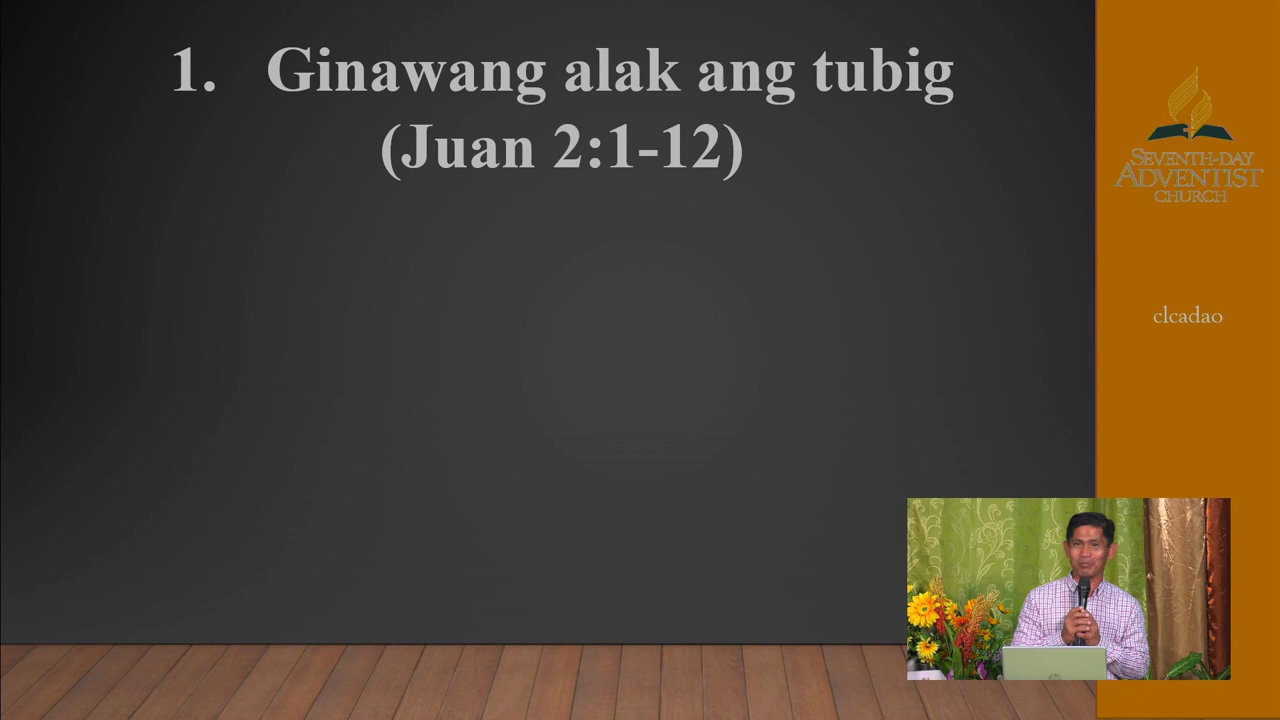 1. Ginawang alak ang tubig
(Juan 2:1-12)
SEVENTH-DAY
ADVENTIST
CHURCH
clcadao